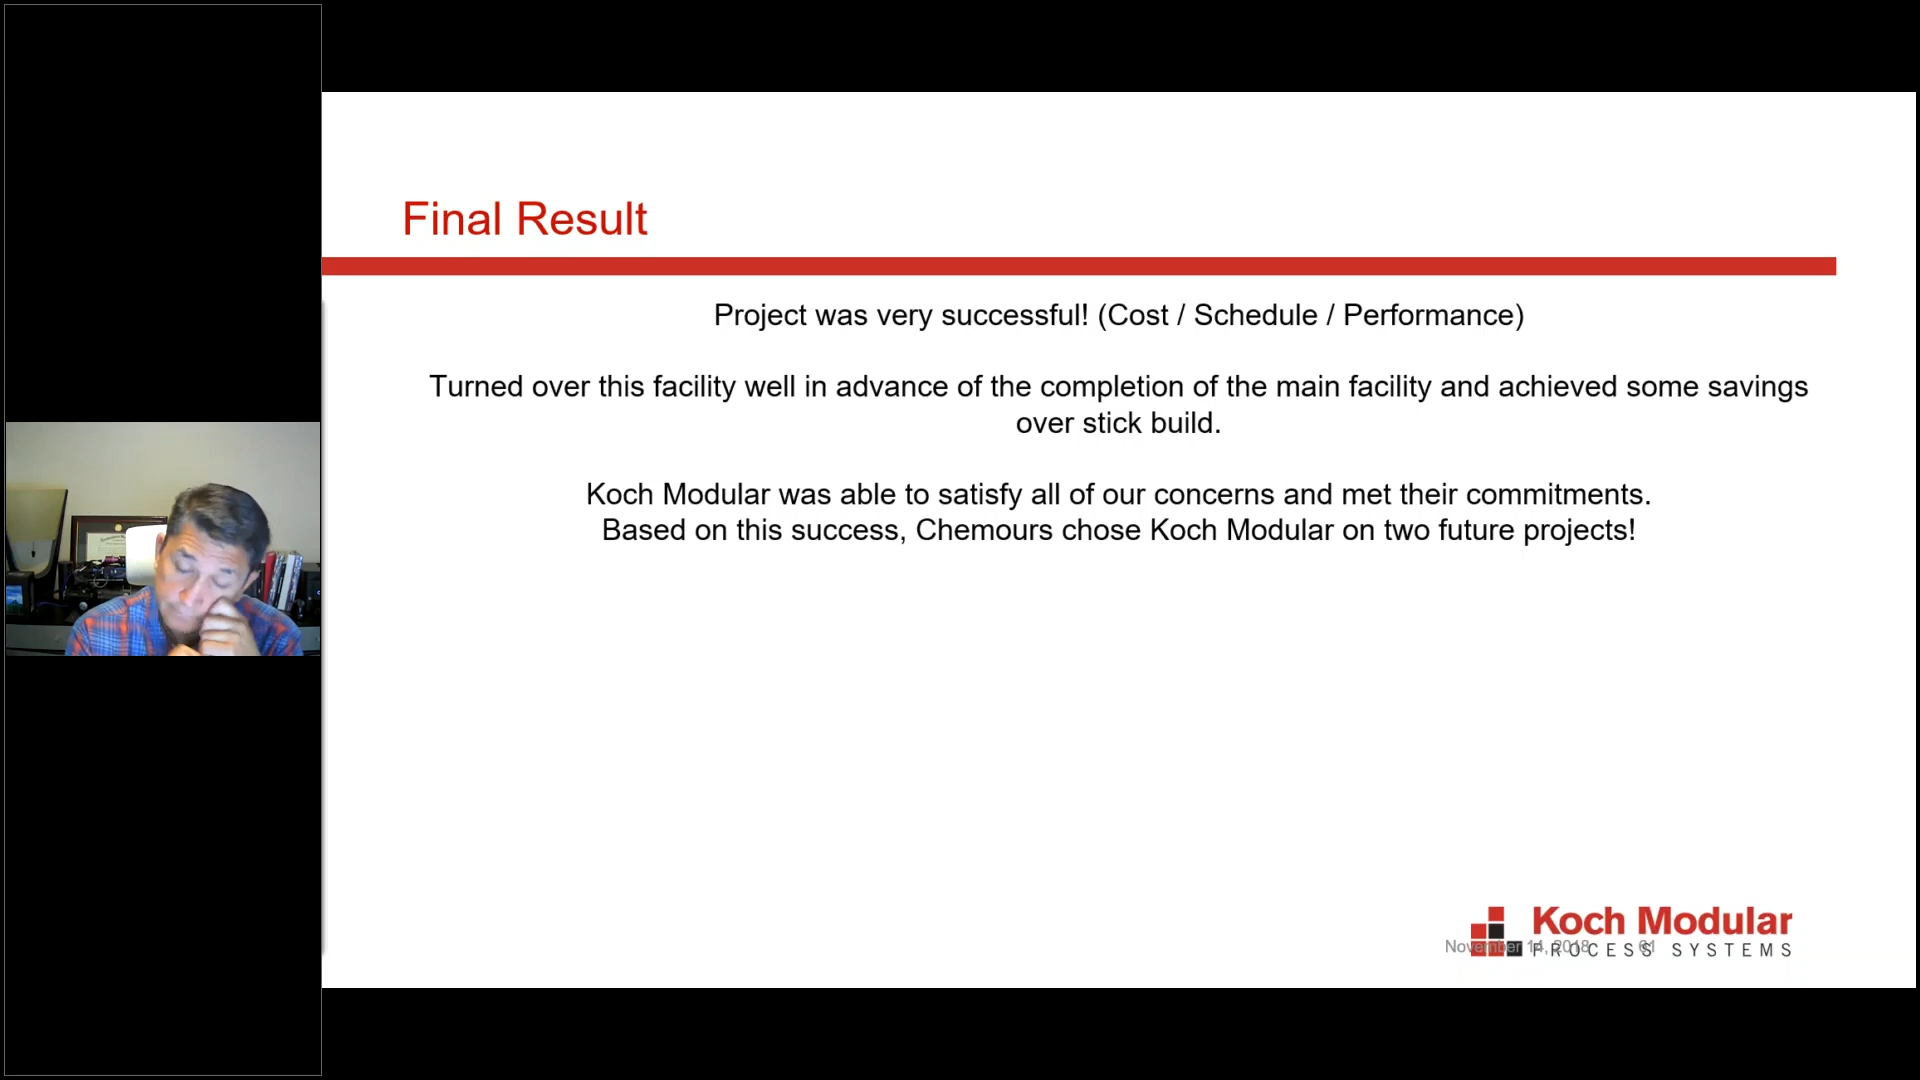 Final Result
Project was very successful! (Cost / Schedule / Performance)
Turned over this facility well in advance of the completion of the main facility and achieved some savings
over stick build.
Koch Modular was able to satisfy all of our concerns and met their commitments.
Based on this success, Chemours chose Koch Modular on two future projects!
Koch Modular
PROCESS SYSTEMS
November 14, 2018